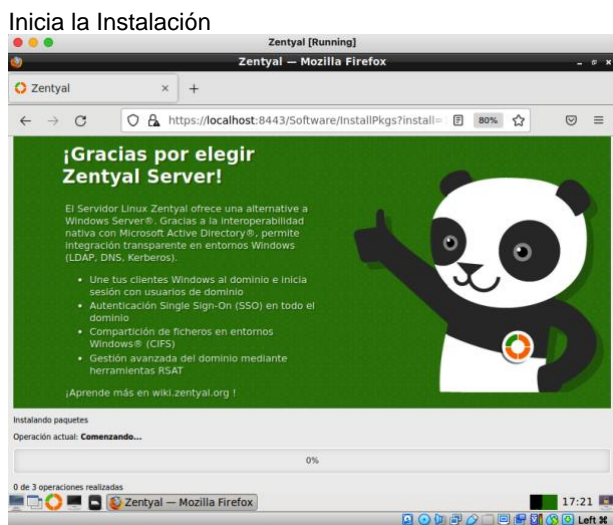 Inicia la Instalación
Zentyal [Running]
Zentyal — Mozilla Firefox
Zentyal
https://localhost:8443/Software/InstallPkgs?install=
80%
¡Gracias por elegir
Zentyal Server!
El Servidor Linux Zentyal ofrece una alternative a
Windows Server®. Gracias a la interoperabilidad
nativa con Microsoft Active Directory®, permite
integración transparente en entornos Windows
(LDAP, DNS, Kerberos).
• Une tus clientes Windows al dominio e inicia
sesión con usuarios de dominio
• Autenticación Single Sign-On (SSO) en todo el
dominio
• Compartición de ficheros en entornos
Windows® (CIFS)
• Gestión avanzada del dominio mediante
herramientas RSAT
¡Aprende más en wiki.zentyal.org !
Instalando paquetes
Operación actual: Comenzando...
0%
0 de 3 operaciones realizadas
Zentyal — Mozilla Firefox
17:21
Left ⌘